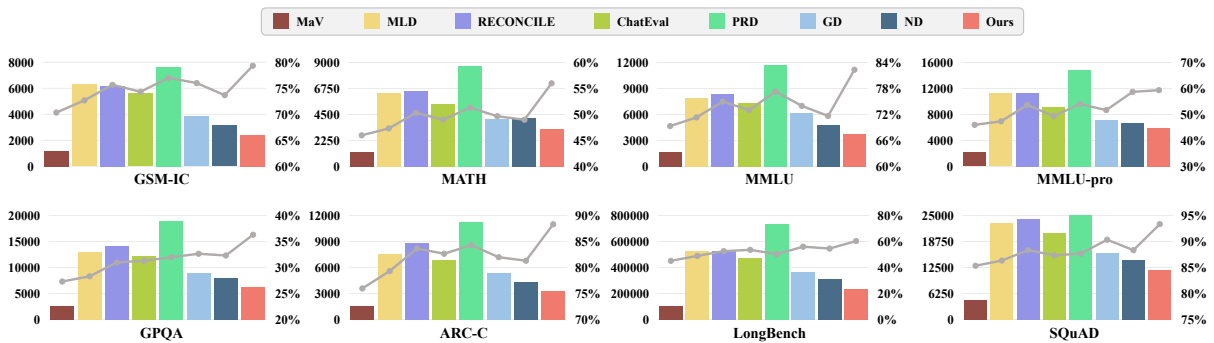 MaV MLD RECONCILE ChatEval PRD GD ND Ours
8000 80% 9000 60% 12000 84% 18000 70%
6000 75% 6750 55% 9000 78% 13500 60%
4000 70% 4500 50% 6000 72% 9000 50%
2000 65% 2250 45% 3000 66% 4500 40%
0 60% 0 40% 0 60% 0 30%
GSM-IC MATH MMLU MMLU-pro
20000 40% 12000 90% 800000 80% 25000 95%
15000 35% 9000 85% 600000 60% 18750 90%
10000 30% 6000 80% 400000 40% 12500 85%
5000 25% 3000 75% 200000 20% 6250 80%
0 20% 0 70% 0 0% 0 75%
GPQA ARC-C LongBench SQuAD